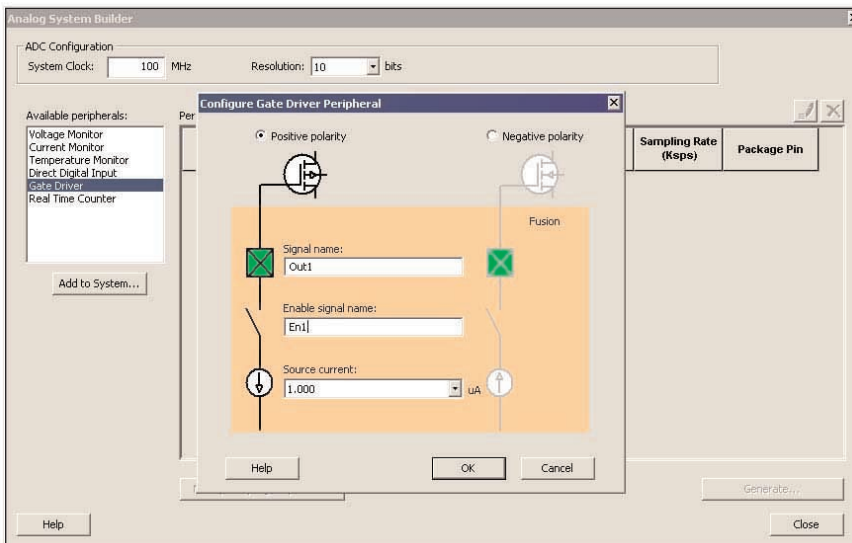 Analog System Builder
ADC Configuration
System Clock: 100 MHz Resolution: 10 bits
Available peripherals:
Voltage Monitor
Current Monitor
Temperature Monitor
Direct Digital Input
Gate Driver
Real Time Counter
Add to System...
Per
Sampling Rate
(Ksps)
Package Pin
Configure Gate Driver Peripheral
Positive polarity
Negative polarity
Fusion
Signal name:
Out1
Enable signal name:
En1
Source current:
1.000 uA
Help OK Cancel
Generate...
Help Close